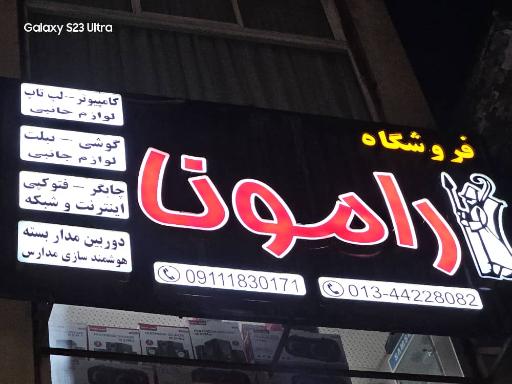 Galaxy S23 Ultra
فروشگاه
رامونا
کامپیوتر - لپ تاپ
لوازم جانبی
گوشی - تبلت
لوازم جانبی
چاپگر - فتوکپی
اینترنت و شبکه
دوربین مدار بسته
هوشمند سازی مدارس
09111830171
013-44228082